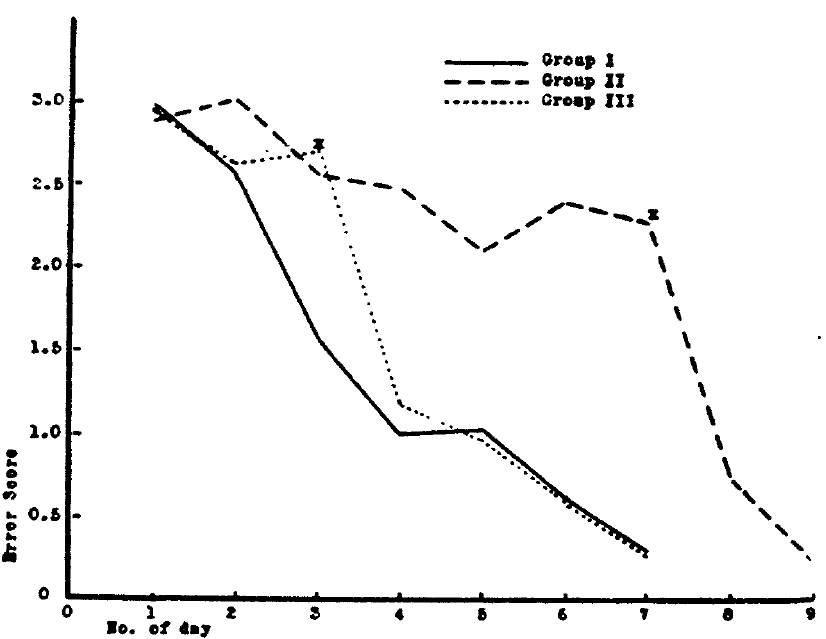 Group I
Group II
Group III
3.0
x
2.5
x
2.0
1.5
1.0
0.5
0
Error Score
0 1 2 3 4 5 6 7 8 9
No. of day